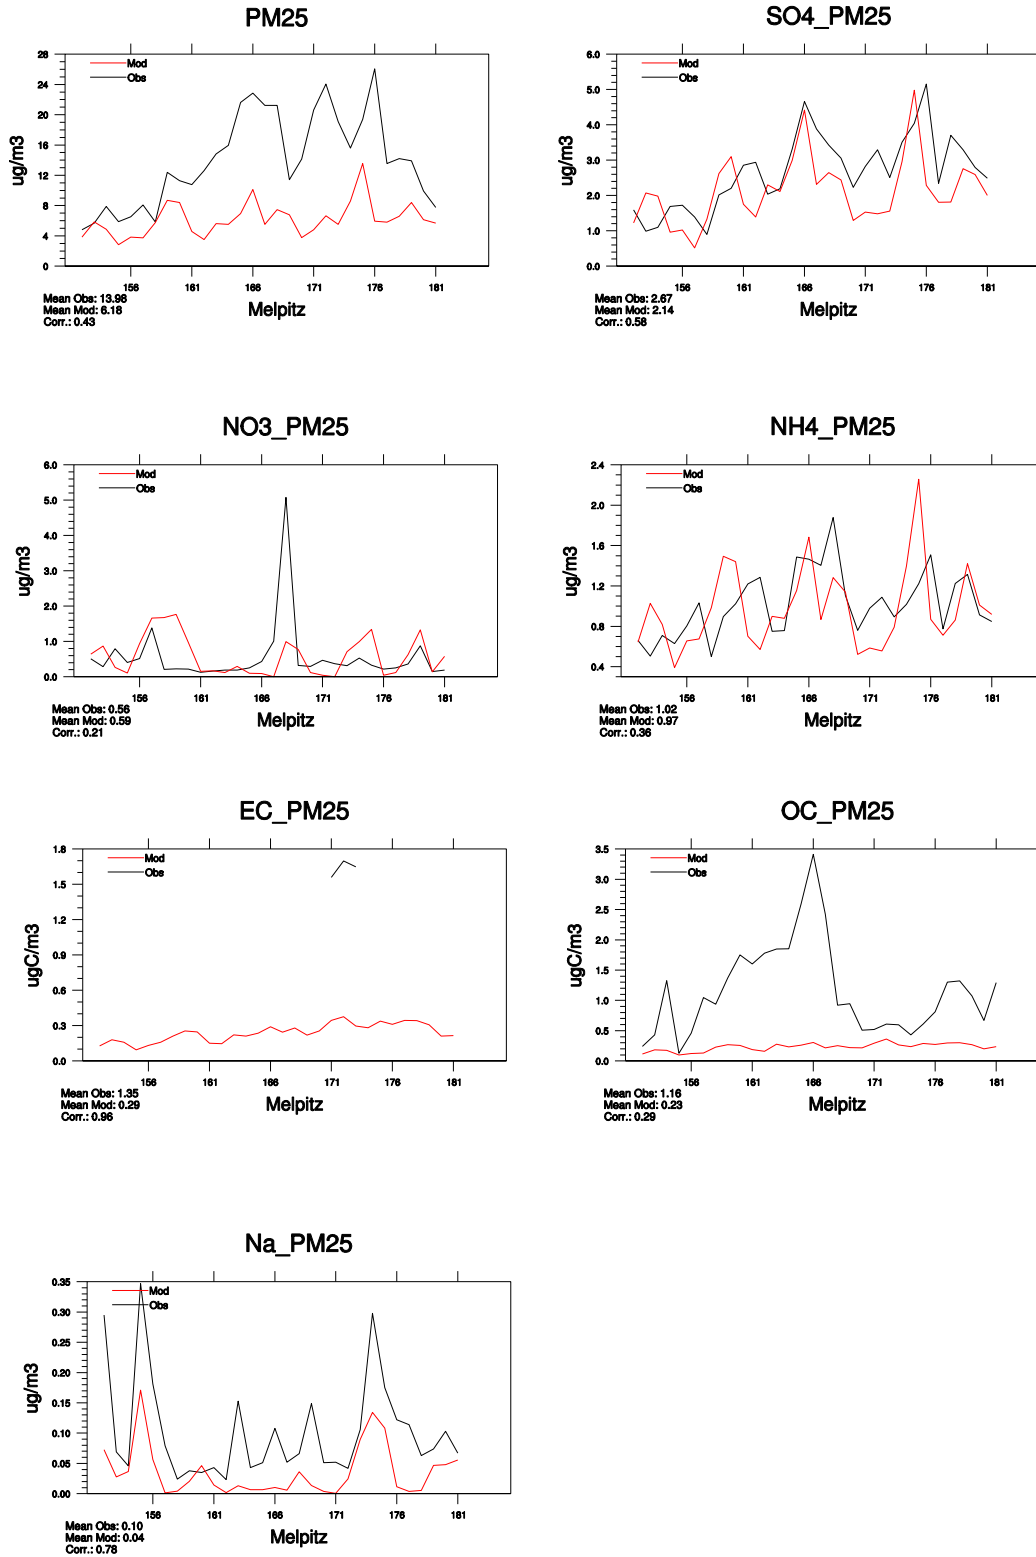 PM25
28
24
20
16
12
8
4
0
ug/m3
Mod
Obs
156 161 166 171 176 181
Mean Obs: 13.98
Mean Mod: 6.18
Corr.: 0.43
Melpitz
SO4_PM25
6.0
5.0
4.0
3.0
2.0
1.0
0.0
ug/m3
Mod
Obs
156 161 166 171 176 181
Mean Obs: 2.67
Mean Mod: 2.14
Corr.: 0.58
Melpitz
NO3_PM25
6.0
5.0
4.0
3.0
2.0
1.0
0.0
ug/m3
Mod
Obs
156 161 166 171 176 181
Mean Obs: 0.56
Mean Mod: 0.59
Corr.: 0.21
Melpitz
NH4_PM25
2.4
2.0
1.6
1.2
0.8
0.4
ug/m3
Mod
Obs
156 161 166 171 176 181
Mean Obs: 1.02
Mean Mod: 0.97
Corr.: 0.36
Melpitz
EC_PM25
1.8
1.5
1.2
0.9
0.6
0.3
0.0
ugC/m3
Mod
Obs
156 161 166 171 176 181
Mean Obs: 1.35
Mean Mod: 0.29
Corr.: 0.96
Melpitz
OC_PM25
3.5
3.0
2.5
2.0
1.5
1.0
0.5
0.0
ugC/m3
Mod
Obs
156 161 166 171 176 181
Mean Obs: 1.16
Mean Mod: 0.23
Corr.: 0.29
Melpitz
Na_PM25
0.35
0.30
0.25
0.20
0.15
0.10
0.05
0.00
ug/m3
Mod
Obs
156 161 166 171 176 181
Mean Obs: 0.10
Mean Mod: 0.04
Corr.: 0.78
Melpitz